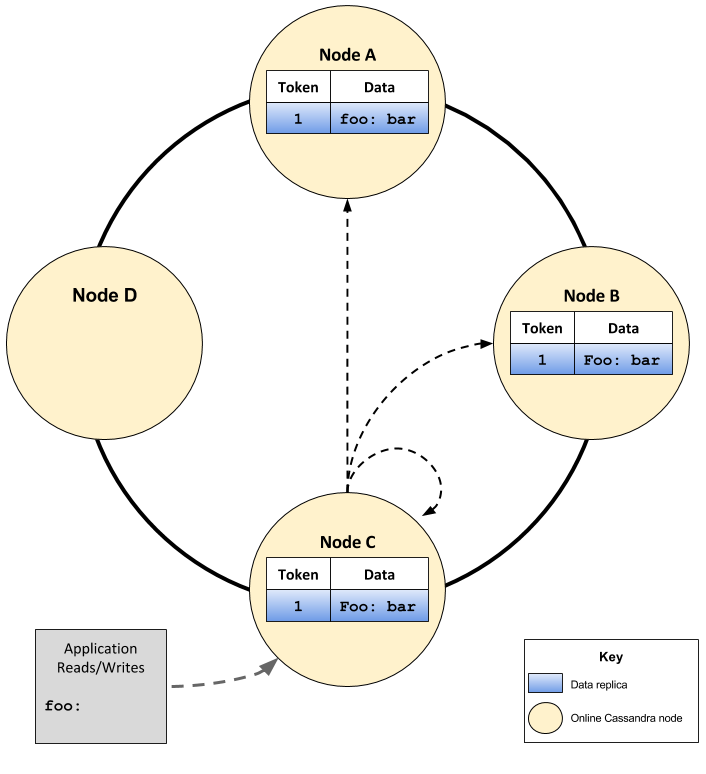 Node A
Token Data
1 foo: bar
Node D
Node B
Token Data
1 Foo: bar
Node C
Token Data
1 Foo: bar
Application
Reads/Writes
foo:
Key
Data replica
Online Cassandra node